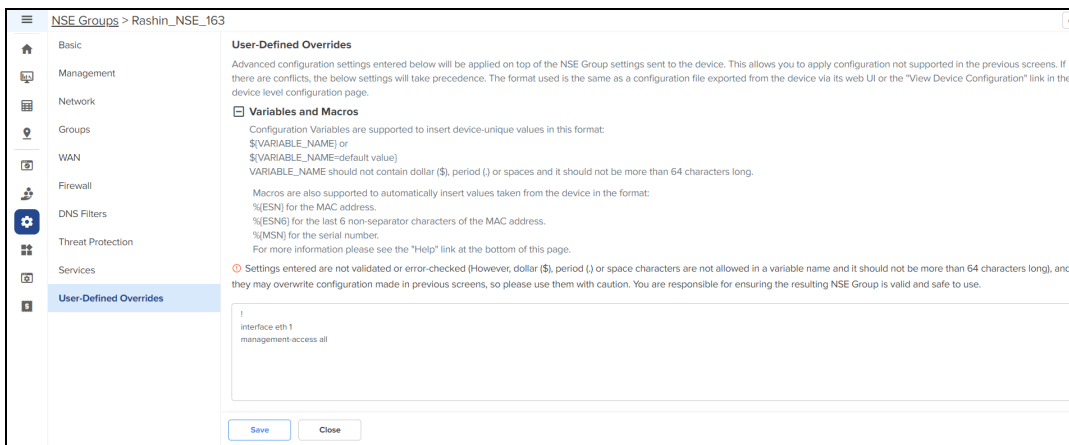 NSE Groups > Rashin_NSE_163
Basic
Management
Network
Groups
WAN
Firewall
DNS Filters
Threat Protection
Services
User-Defined Overrides
User-Defined Overrides
Advanced configuration settings entered below will be applied on top of the NSE Group settings sent to the device. This allows you to apply configuration not supported in the previous screens. If
there are conflicts, the below settings will take precedence. The format used is the same as a configuration file exported from the device via its web UI or the "View Device Configuration" link in the
device level configuration page.
Variables and Macros
Configuration Variables are supported to insert device-unique values in this format:
${VARIABLE_NAME} or
${VARIABLE_NAME=default value}
VARIABLE_NAME should not contain dollar ($), period (.) or spaces and it should not be more than 64 characters long.
Macros are also supported to automatically insert values taken from the device in the format:
%{ESN} for the MAC address.
%{ESN6} for the last 6 non-separator characters of the MAC address.
%{MSN} for the serial number.
For more information please see the "Help" link at the bottom of this page.
Settings entered are not validated or error-checked (However, dollar ($), period (.) or space characters are not allowed in a variable name and it should not be more than 64 characters long), and
they may overwrite configuration made in previous screens, so please use them with caution. You are responsible for ensuring the resulting NSE Group is valid and safe to use.
!
interface eth 1
management-access all
Save
Close